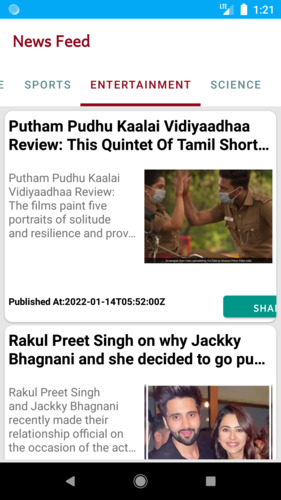 1:21
News Feed
E SPORTS ENTERTAINMENT SCIENCE
Putham Pudhu Kaalai Vidiyaadhaa
Review: This Quintet Of Tamil Short...
Putham Pudhu Kaalai
Vidiyaadhaa Review:
The films paint five
portraits of solitude
and resilience and prov...
Published At:2022-01-14T05:52:00Z
SHA
Rakul Preet Singh on why Jackky
Bhagnani and she decided to go pu...
Rakul Preet Singh
and Jackky Bhagnani
recently made their
relationship official on
the occasion of the act...